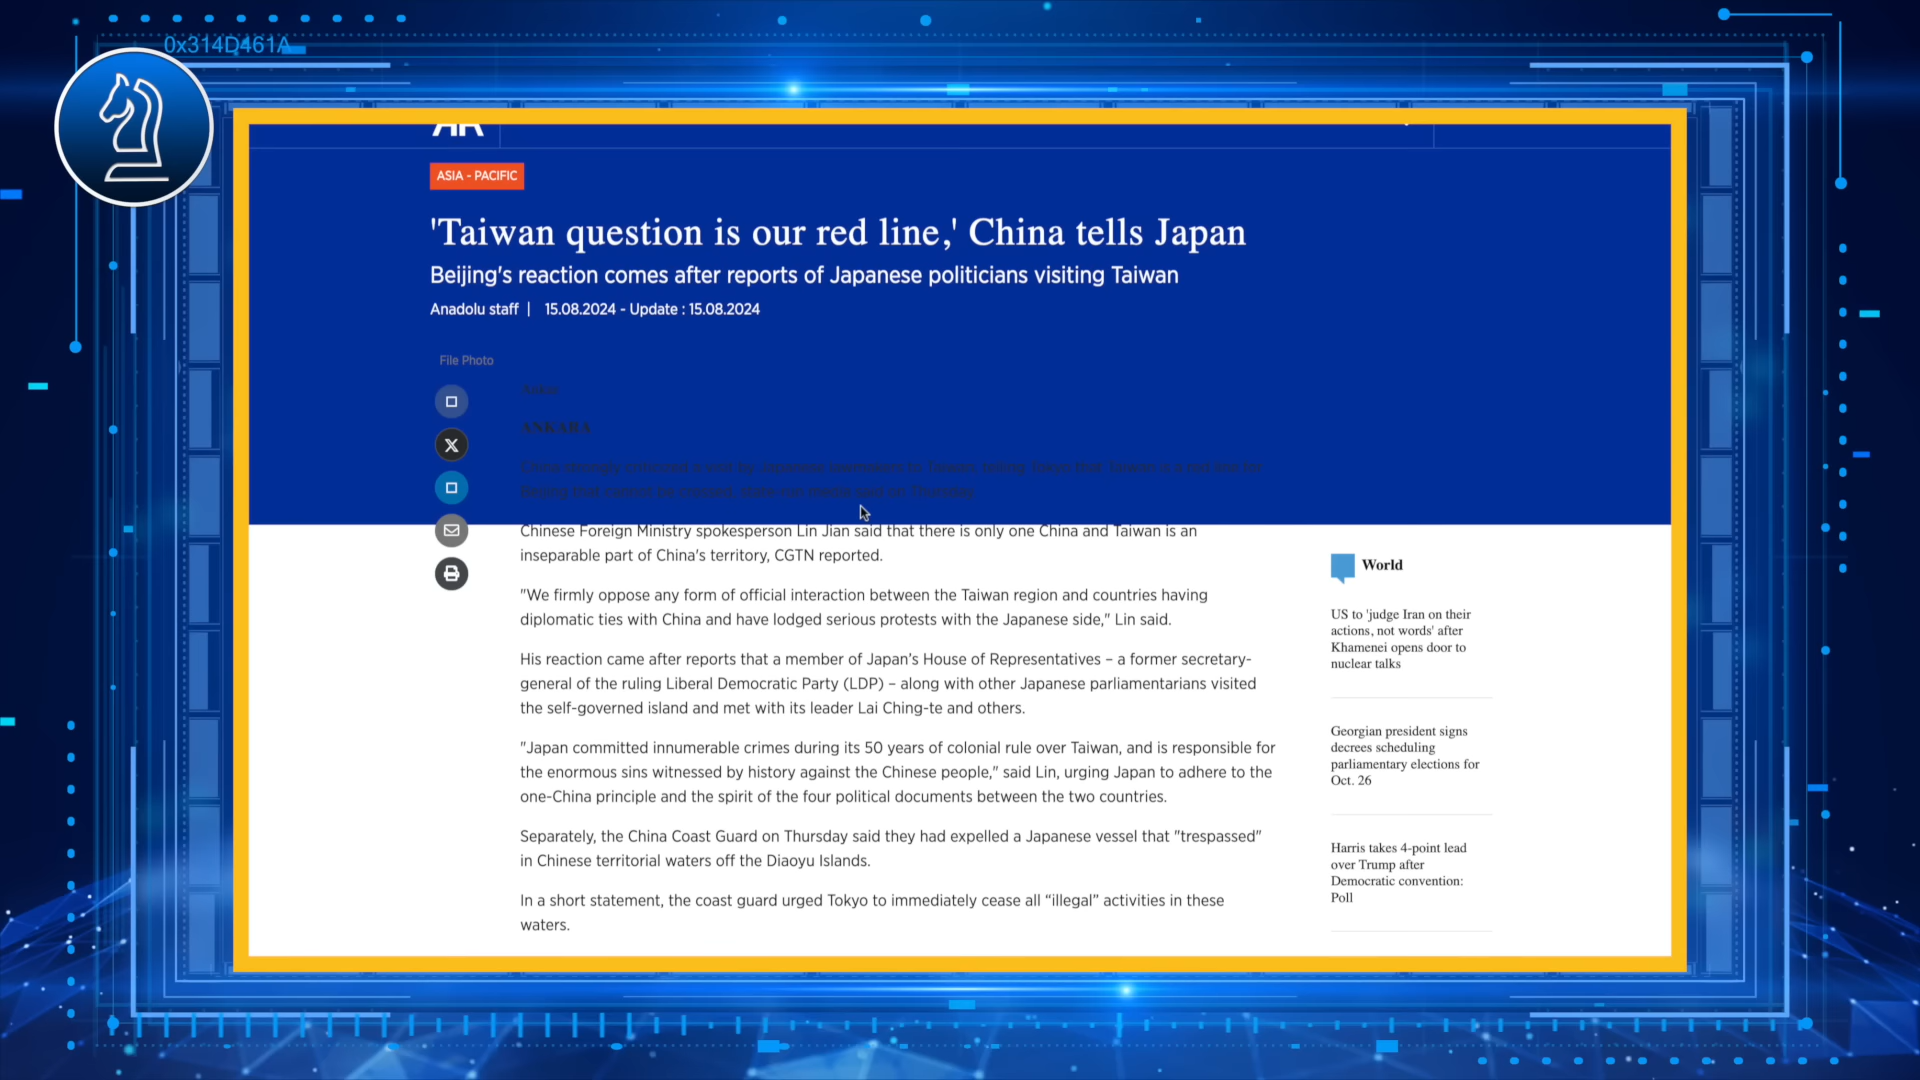 0x314D461A
AA
ASIA - PACIFIC
'Taiwan question is our red line,' China tells Japan
Beijing's reaction comes after reports of Japanese politicians visiting Taiwan
Anadolu staff | 15.08.2024 - Update : 15.08.2024
File Photo
ANKARA
Chinese Foreign Ministry spokesperson Lin Jian said that there is only one China and Taiwan is an
inseparable part of China's territory, CGTN reported.
"We firmly oppose any form of official interaction between the Taiwan region and countries having
diplomatic ties with China and have lodged serious protests with the Japanese side," Lin said.
His reaction came after reports that a member of Japan's House of Representatives – a former secretary-
general of the ruling Liberal Democratic Party (LDP) – along with other Japanese parliamentarians visited
the self-governed island and met with its leader Lai Ching-te and others.
"Japan committed innumerable crimes during its 50 years of colonial rule over Taiwan, and is responsible for
the enormous sins witnessed by history against the Chinese people," said Lin, urging Japan to adhere to the
one-China principle and the spirit of the four political documents between the two countries.
Separately, the China Coast Guard on Thursday said they had expelled a Japanese vessel that "trespassed"
in Chinese territorial waters off the Diaoyu Islands.
In a short statement, the coast guard urged Tokyo to immediately cease all “illegal” activities in these
waters.
World
US to 'judge Iran on their
actions, not words' after
Khamenei opens door to
nuclear talks
Georgian president signs
decrees scheduling
parliamentary elections for
Oct. 26
Harris takes 4-point lead
over Trump after
Democratic convention:
Poll